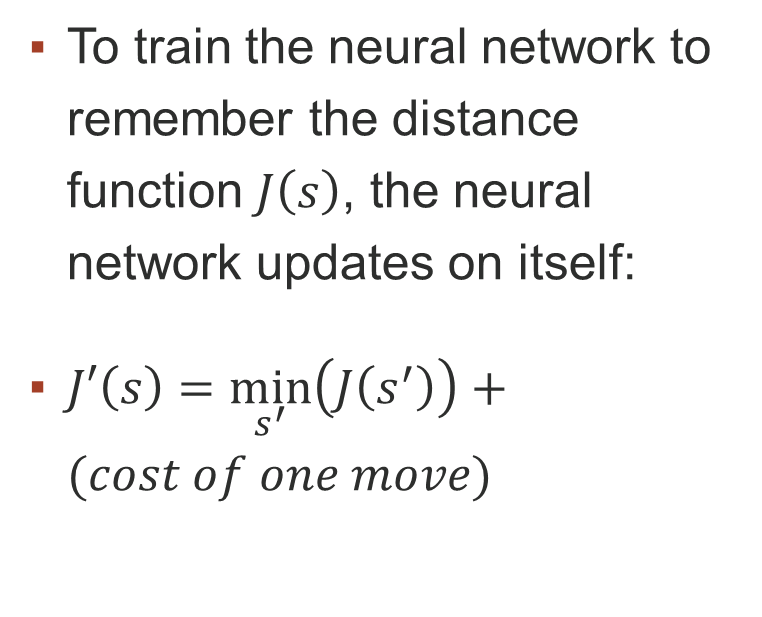 ▪ To train the neural network to
remember the distance
function J(s), the neural
network updates on itself:
▪ J′(s) = min(J(s′)) +
s′
(cost of one move)